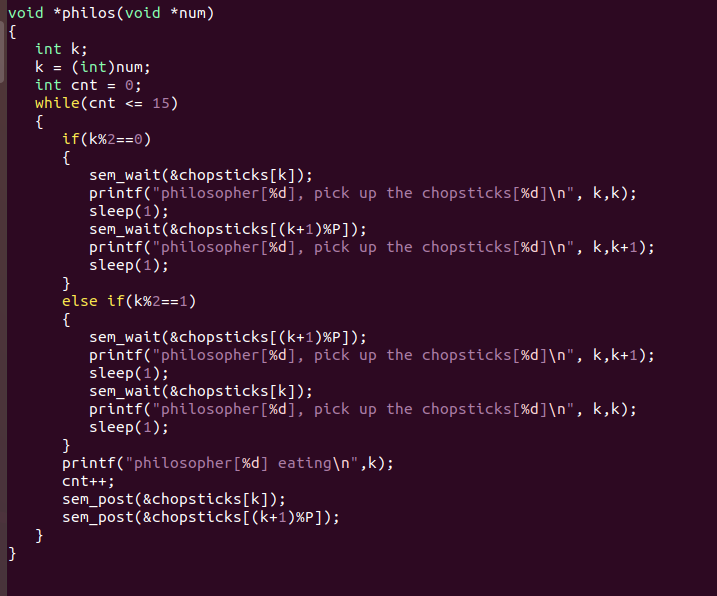 void *philos(void *num)
{
   int k;
   k = (int)num;
   int cnt = 0;
   while(cnt <= 15)
   {
      if(k%2==0)
      {
         sem_wait(&chopsticks[k]);
         printf("philosopher[%d], pick up the chopsticks[%d]\n", k,k);
         sleep(1);
         sem_wait(&chopsticks[(k+1)%P]);
         printf("philosopher[%d], pick up the chopsticks[%d]\n", k,k+1);
         sleep(1);
      }
      else if(k%2==1)
      {
         sem_wait(&chopsticks[(k+1)%P]);
         printf("philosopher[%d], pick up the chopsticks[%d]\n", k,k+1);
         sleep(1);
         sem_wait(&chopsticks[k]);
         printf("philosopher[%d], pick up the chopsticks[%d]\n", k,k);
         sleep(1);
      }
      printf("philosopher[%d] eating\n",k);
      cnt++;
      sem_post(&chopsticks[k]);
      sem_post(&chopsticks[(k+1)%P]);
   }
}